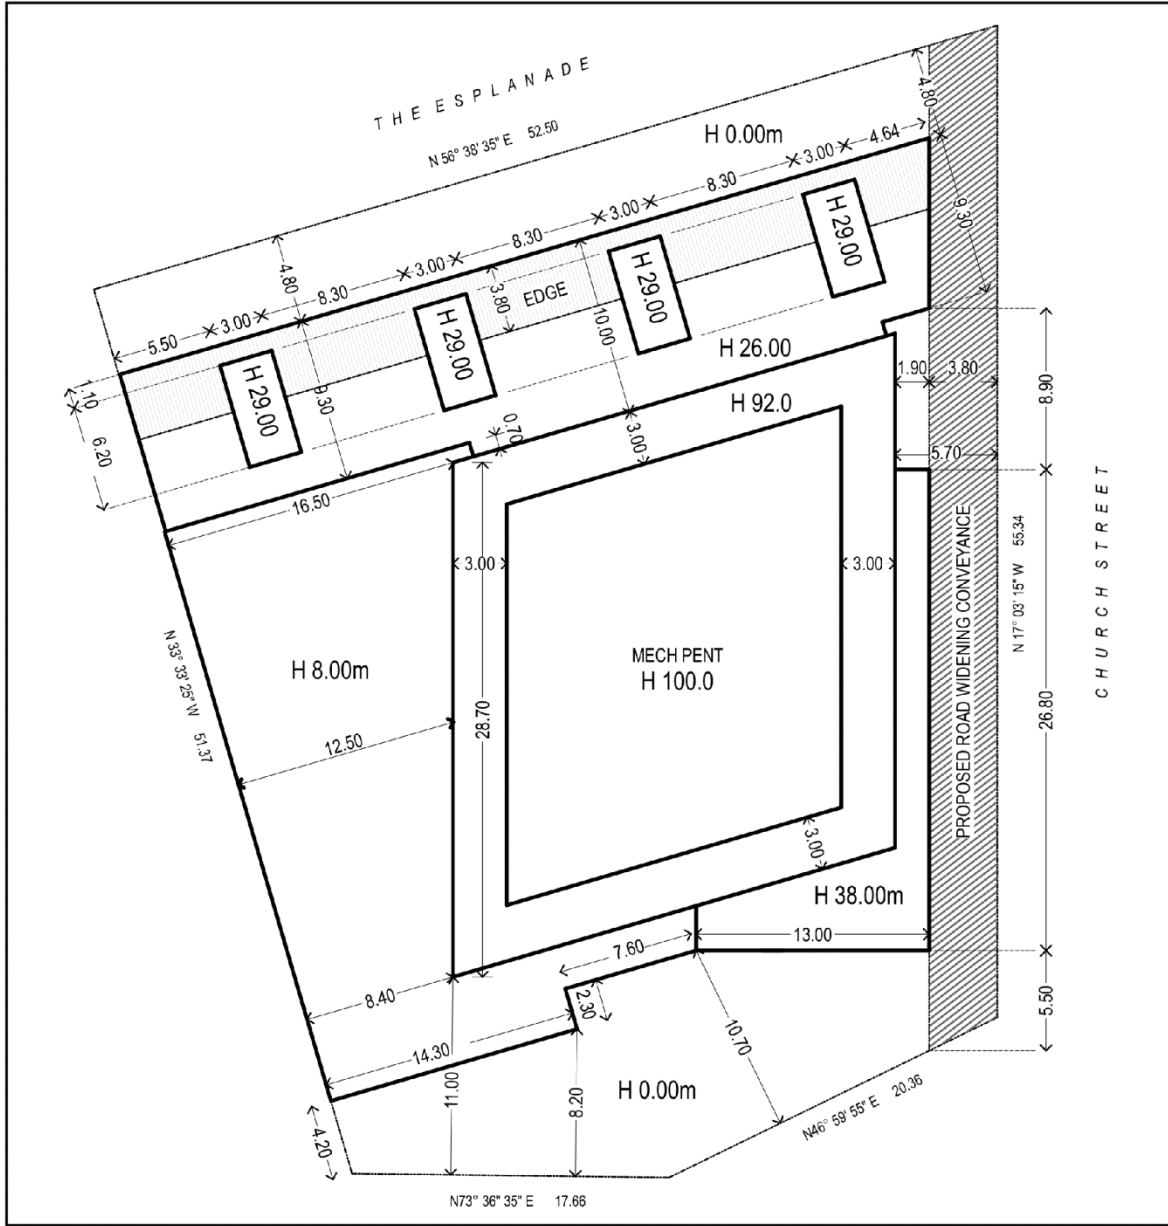 THE ESPLANADE
N 56° 38' 35" E 52.50
H 0.00m
4.80
4.64
3.00
8.30
3.00
8.30
3.00
8.30
3.00
5.50
4.80
3.80
EDGE
10.00
9.30
9.30
H 29.00
H 29.00
H 29.00
H 29.00
1.10
6.20
H 26.00
H 92.0
1.90
3.80
8.90
0.70
3.00
5.70
16.50
3.00
3.00
CHURCH STREET
N 17° 03' 15" W 55.34
PROPOSED ROAD WIDENING CONVEYANCE
N 33° 33' 25" W 51.37
H 8.00m
MECH PENT
H 100.0
28.70
12.50
26.80
3.00
H 38.00m
13.00
7.60
2.30
8.40
14.30
11.00
8.20
10.70
5.50
H 0.00m
4.20
N46° 59' 55" E 20.36
N73° 36" 35" E 17.66